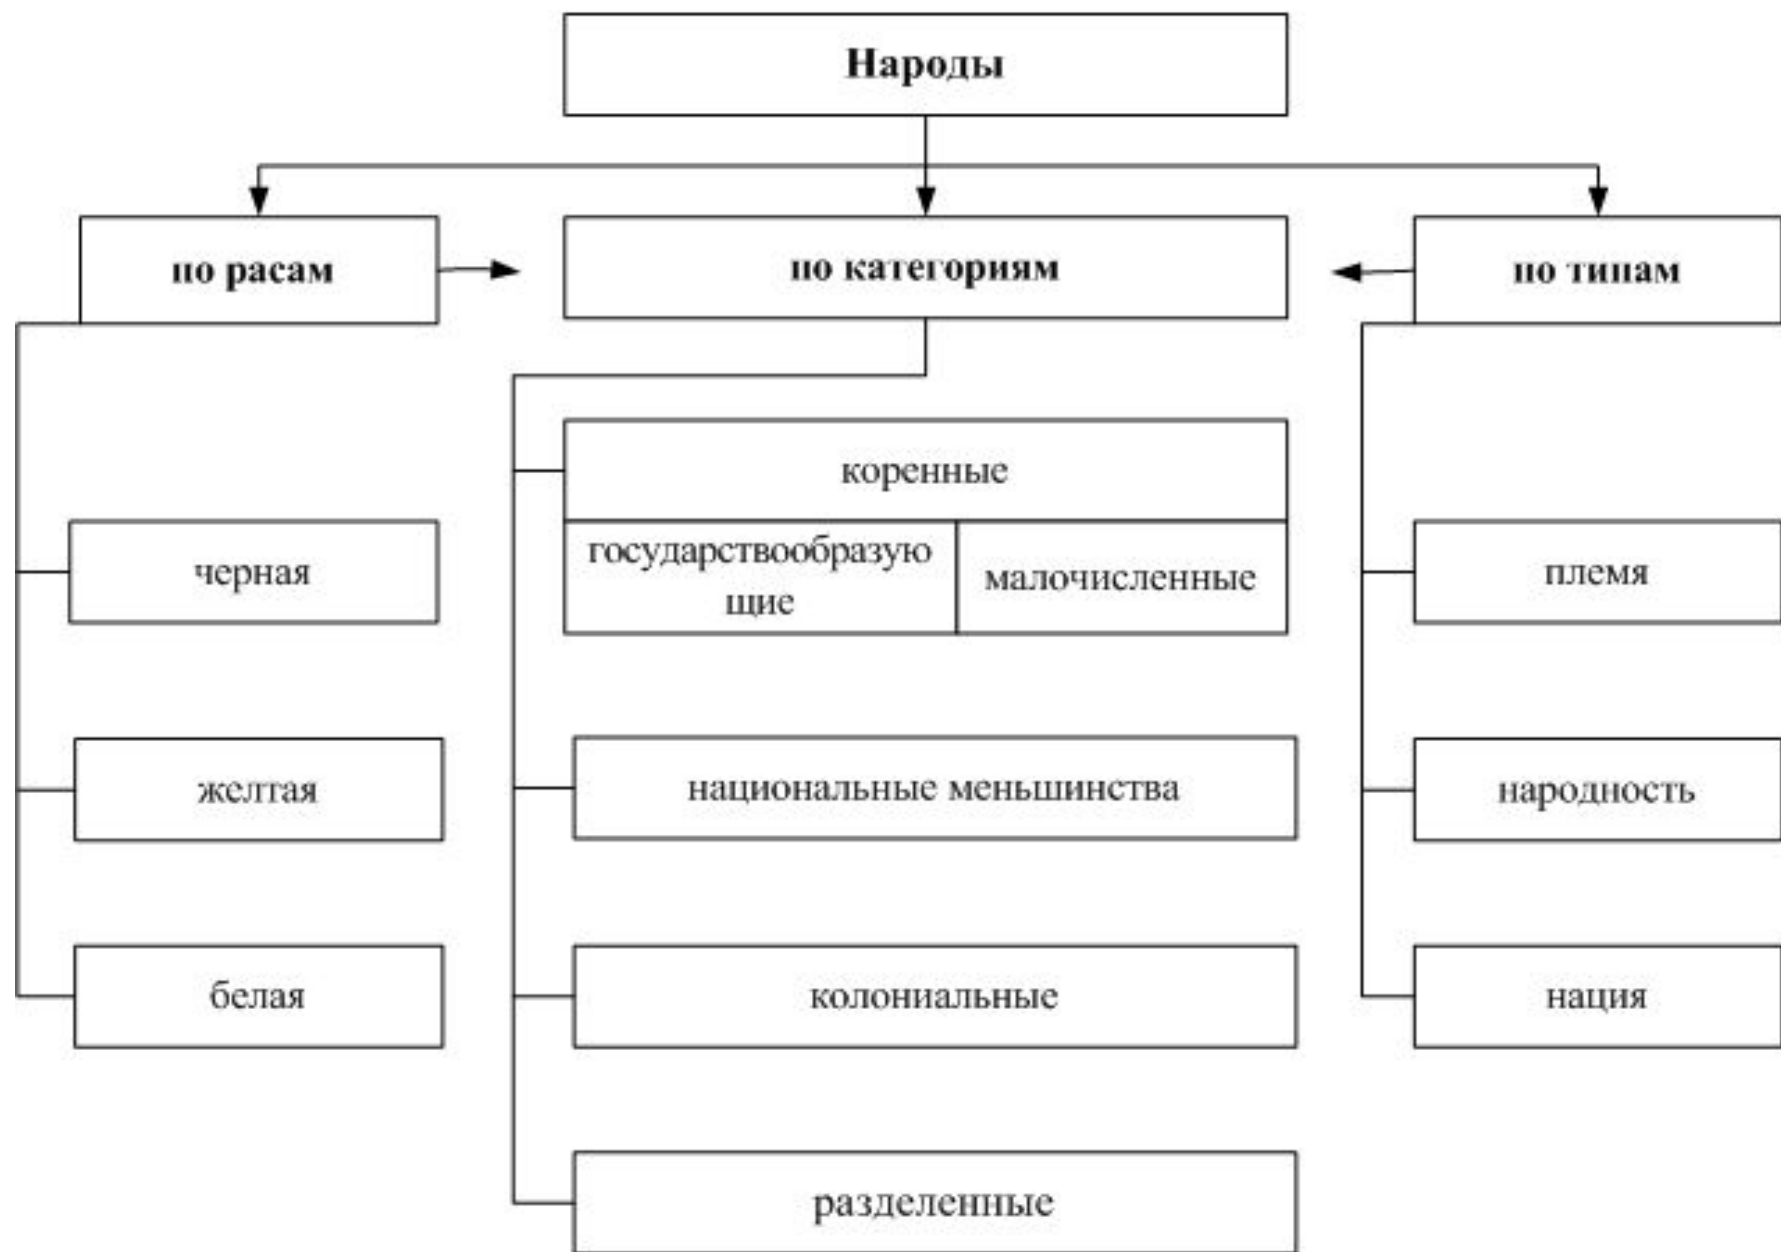 Народы
по расам
по категориям
по типам
коренные
черная
государствообразую
щие
малочисленные
племя
желтая
национальные меньшинства
народность
белая
колониальные
нация
разделенные